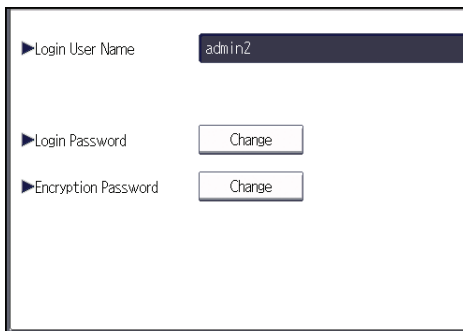 ►Login User Name admin2
►Login Password Change
►Encryption Password Change